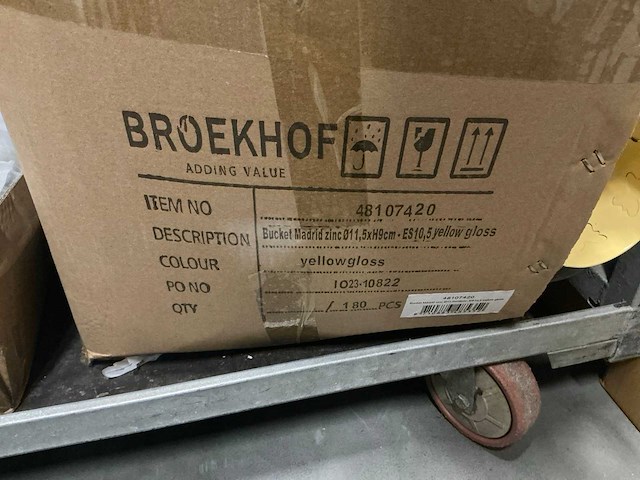 BROEKHOF
ADDING VALUE
ITEM NO 48107420
DESCRIPTION Bucket Madrid zinc Ø11,5xH9cm - ES10,5 yellow gloss
COLOUR yellowgloss
PO NO IO23-10822
QTY / 180 PCS
48107420